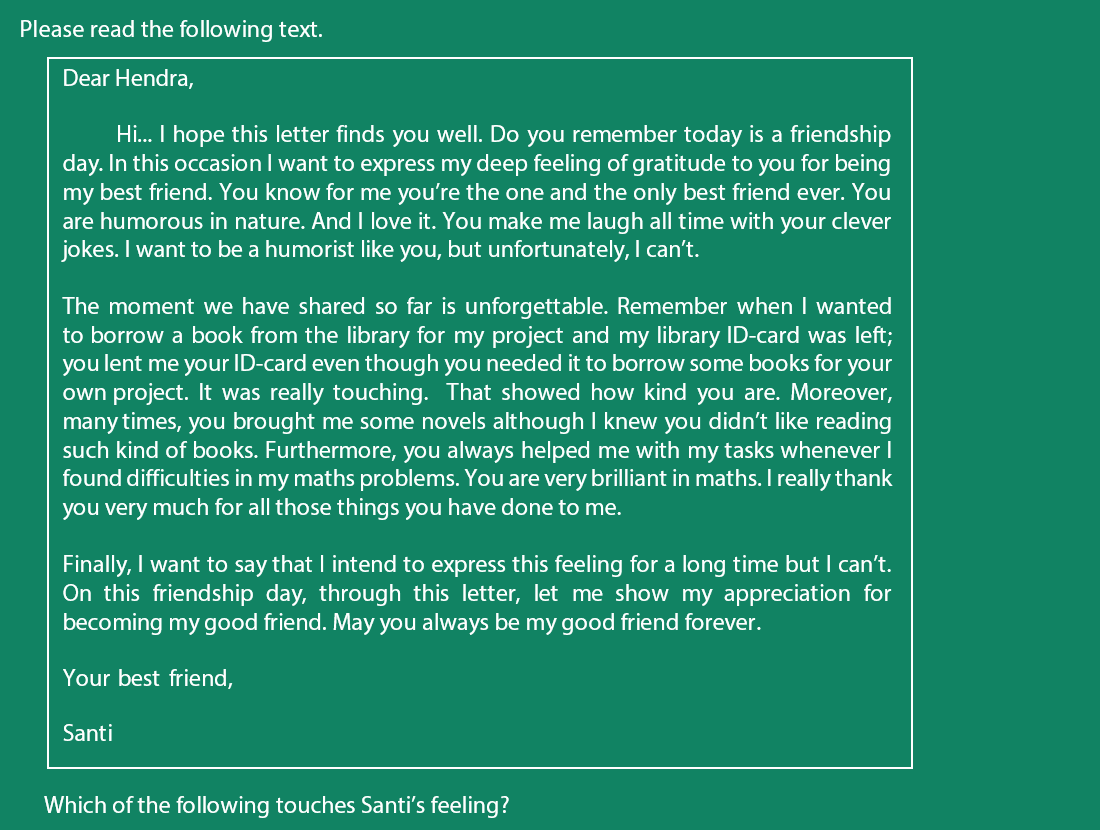 Please read the following text.
Dear Hendra,
Hi... I hope this letter finds you well. Do you remember today is a friendship
day. In this occasion I want to express my deep feeling of gratitude to you for being
my best friend. You know for me you’re the one and the only best friend ever. You
are humorous in nature. And I love it. You make me laugh all time with your clever
jokes. I want to be a humorist like you, but unfortunately, I can’t.
The moment we have shared so far is unforgettable. Remember when I wanted
to borrow a book from the library for my project and my library ID-card was left;
you lent me your ID-card even though you needed it to borrow some books for your
own project. It was really touching. That showed how kind you are. Moreover,
many times, you brought me some novels although I knew you didn’t like reading
such kind of books. Furthermore, you always helped me with my tasks whenever I
found difficulties in my maths problems. You are very brilliant in maths. I really thank
you very much for all those things you have done to me.
Finally, I want to say that I intend to express this feeling for a long time but I can’t.
On this friendship day, through this letter, let me show my appreciation for
becoming my good friend. May you always be my good friend forever.
Your best friend,
Santi
Which of the following touches Santi’s feeling?